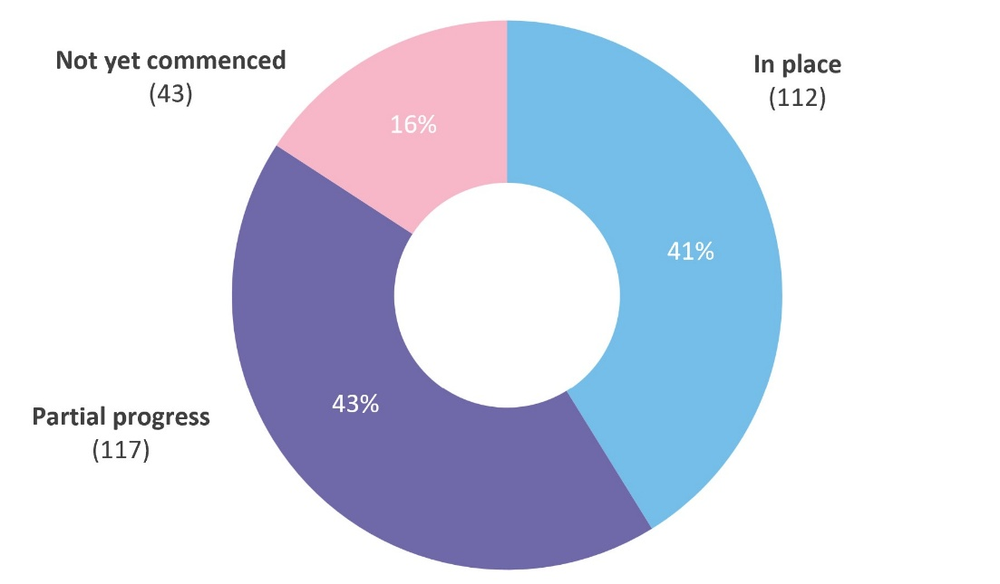 Not yet commenced
(43)
In place
(112)
16%
41%
43%
Partial progress
(117)